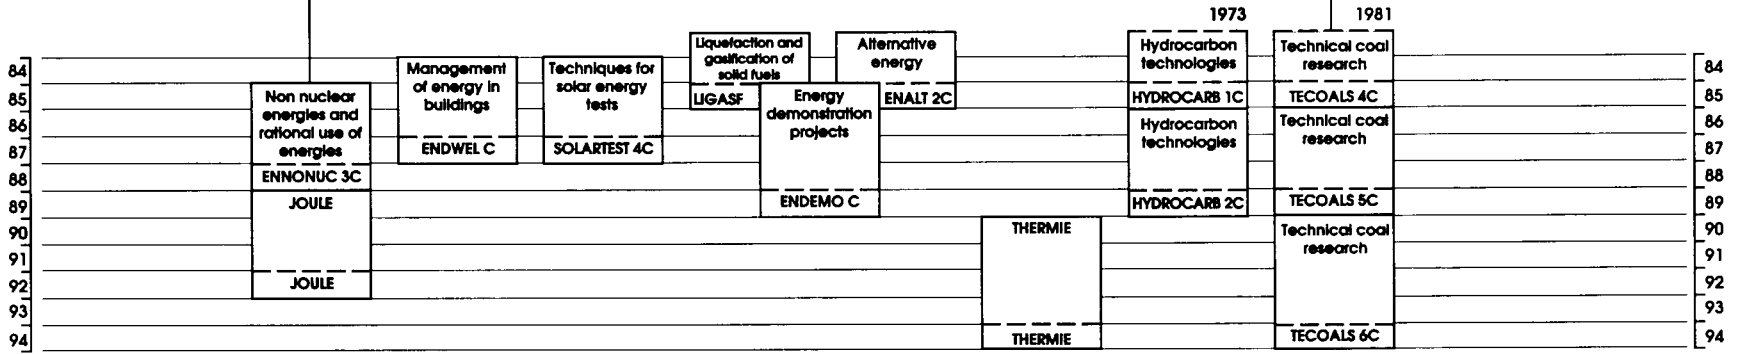 1973
1981
84
85
86
87
88
89
90
91
92
93
94
Non nuclear
energies and
rational use of
energies
ENNONUC 3C
JOULE
JOULE
Management
of energy in
buildings
ENDWEL C
Techniques for
solar energy
tests
SOLARTEST 4C
Liquefaction and
gasification of
solid fuels
LIGASF
Energy
demonstration
projects
ENDEMO C
Alternative
energy
ENALT 2C
THERMIE
THERMIE
Hydrocarbon
technologies
HYDROCARB 1C
Hydrocarbon
technologies
HYDROCARB 2C
Technical coal
research
TECOALS 4C
Technical coal
research
TECOALS 5C
Technical coal
research
TECOALS 6C
84
85
86
87
88
89
90
91
92
93
94